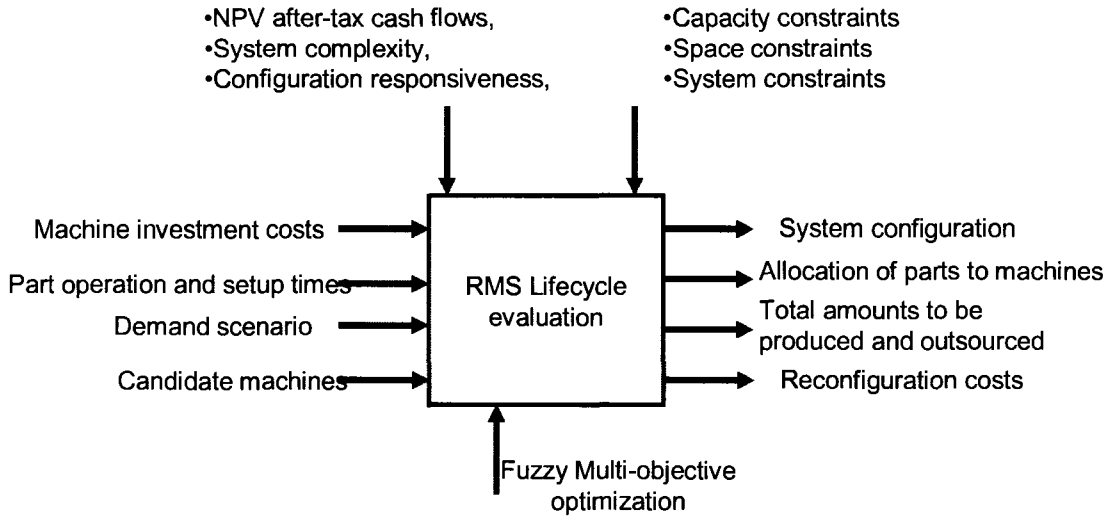 •NPV after-tax cash flows,
•System complexity,
•Configuration responsiveness,
•Capacity constraints
•Space constraints
•System constraints
Machine investment costs
Part operation and setup times
Demand scenario
Candidate machines
RMS Lifecycle
evaluation
System configuration
Allocation of parts to machines
Total amounts to be
produced and outsourced
Reconfiguration costs
Fuzzy Multi-objective
optimization